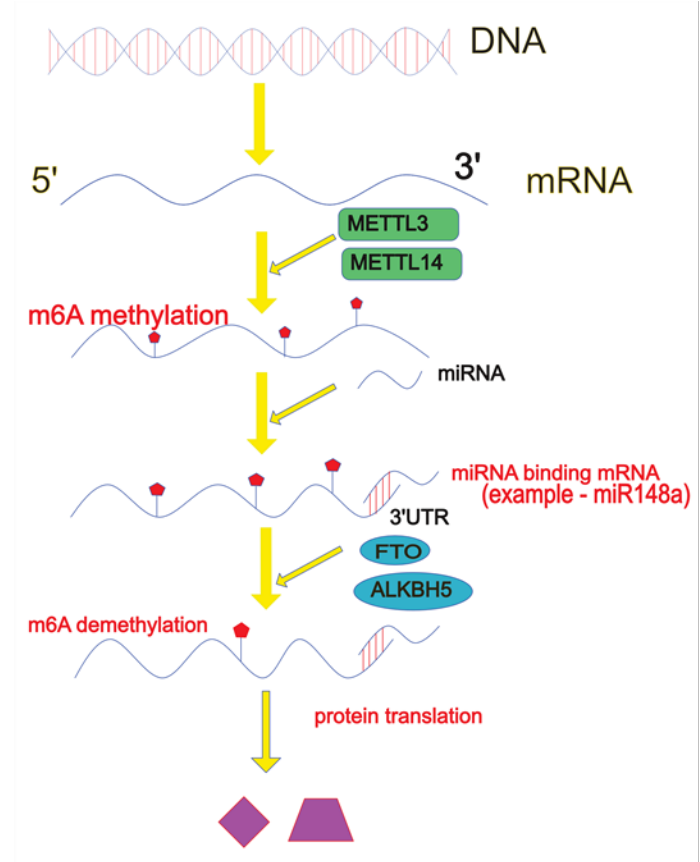 DNA
5'
3'
mRNA
METTL3
METTL14
m6A methylation
miRNA
miRNA binding mRNA
(example - miR148a)
3'UTR
FTO
ALKBH5
m6A demethylation
protein translation